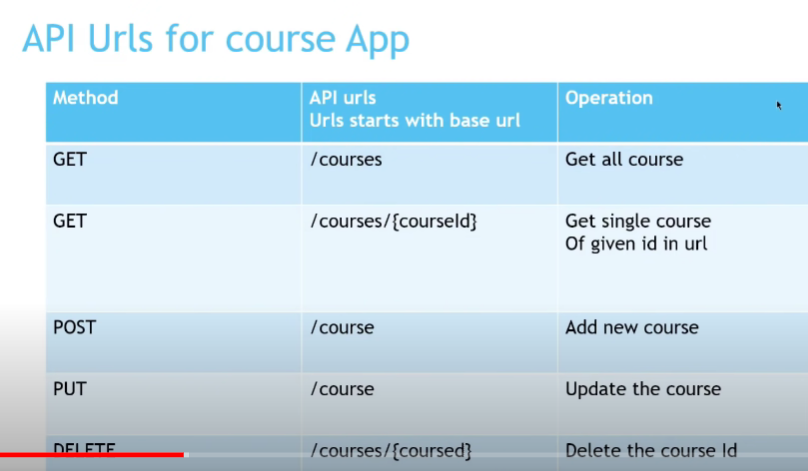 API Urls for course App
Method
API urls
Urls starts with base url
Operation
GET
/courses
Get all course
GET
/courses/{courseId}
Get single course
Of given id in url
POST
/course
Add new course
PUT
/course
Update the course
DELETE
/courses/{coursed}
Delete the course Id